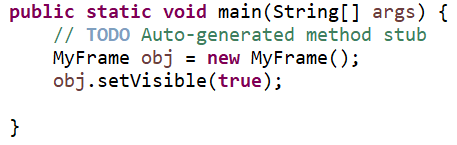 public static void main(String[] args) {
    // TODO Auto-generated method stub
    MyFrame obj = new MyFrame();
    obj.setVisible(true);
}